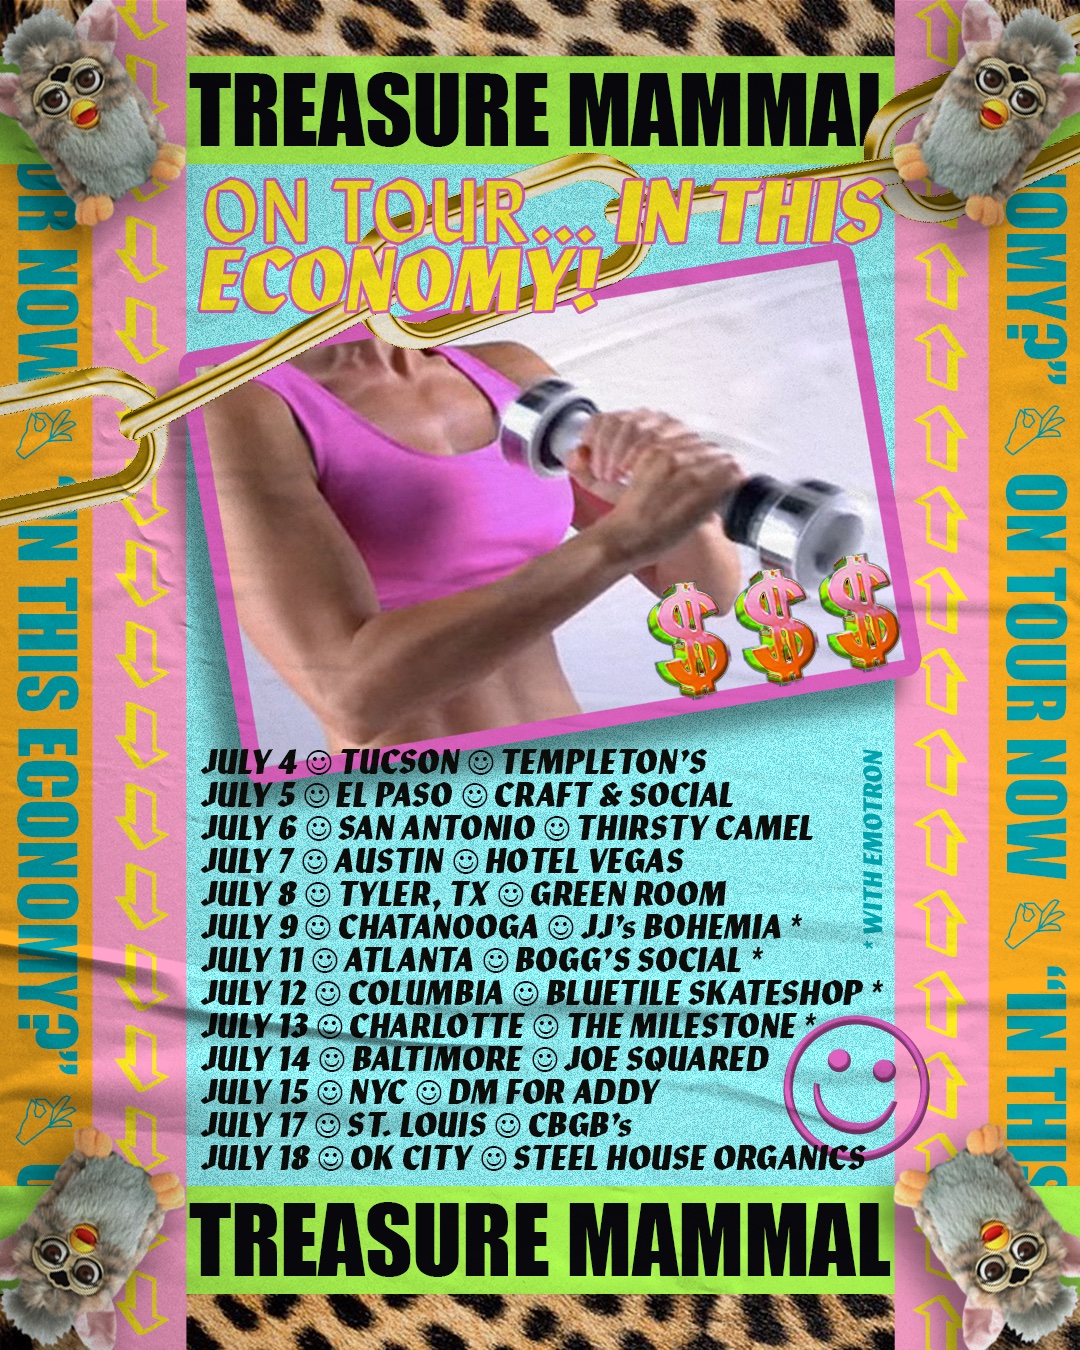 TREASURE MAMMAL
ON TOUR... IN THIS
ECONOMY!
JULY 4 ☺ TUCSON ☺ TEMPLETON'S
JULY 5 ☺ EL PASO ☺ CRAFT & SOCIAL
JULY 6 ☺ SAN ANTONIO ☺ THIRSTY CAMEL
JULY 7 ☺ AUSTIN ☺ HOTEL VEGAS
JULY 8 ☺ TYLER, TX ☺ GREEN ROOM
JULY 9 ☺ CHATANOOGA ☺ JJ's BOHEMIA *
JULY 11 ☺ ATLANTA ☺ BOGG'S SOCIAL *
JULY 12 ☺ COLUMBIA ☺ BLUETILE SKATESHOP *
JULY 13 ☺ CHARLOTTE ☺ THE MILESTONE *
JULY 14 ☺ BALTIMORE ☺ JOE SQUARED
JULY 15 ☺ NYC ☺ DM FOR ADDY
JULY 17 ☺ ST. LOUIS ☺ CBGB's
JULY 18 ☺ OK CITY ☺ STEEL HOUSE ORGANICS
* WITH EMOTRON
TREASURE MAMMAL
OUR NOW "IN THIS ECONOMY?"
NOMY?" ON TOUR NOW "IN THIS
$ $ $